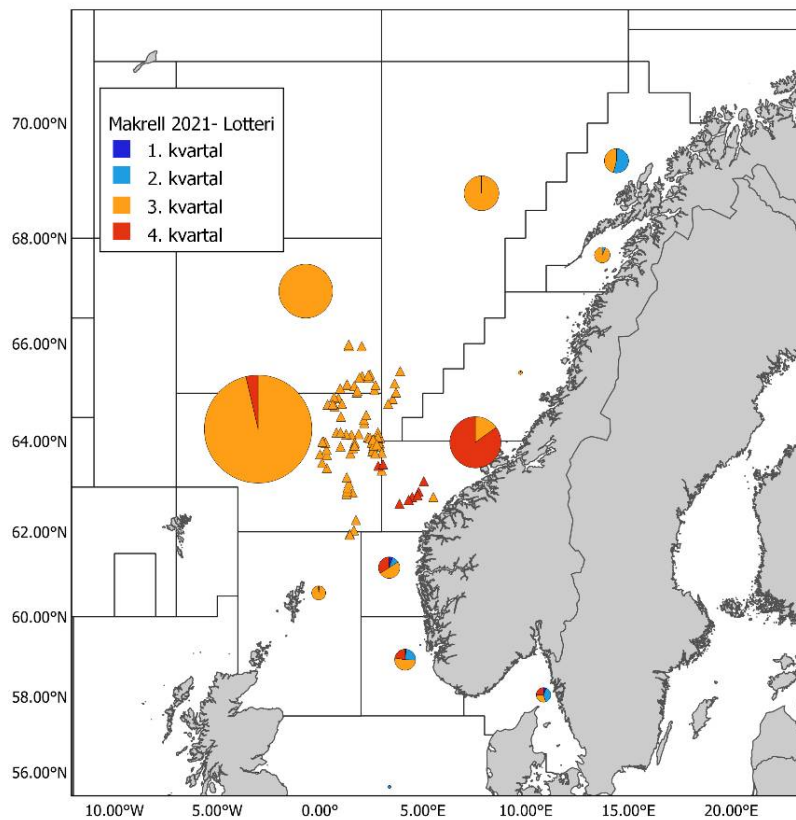 Makrell 2021- Lotteri
1. kvartal
2. kvartal
3. kvartal
4. kvartal
70.00°N
68.00°N
66.00°N
64.00°N
62.00°N
60.00°N
58.00°N
56.00°N
10.00°W 5.00°W 0.00° 5.00°E 10.00°E 15.00°E 20.00°E